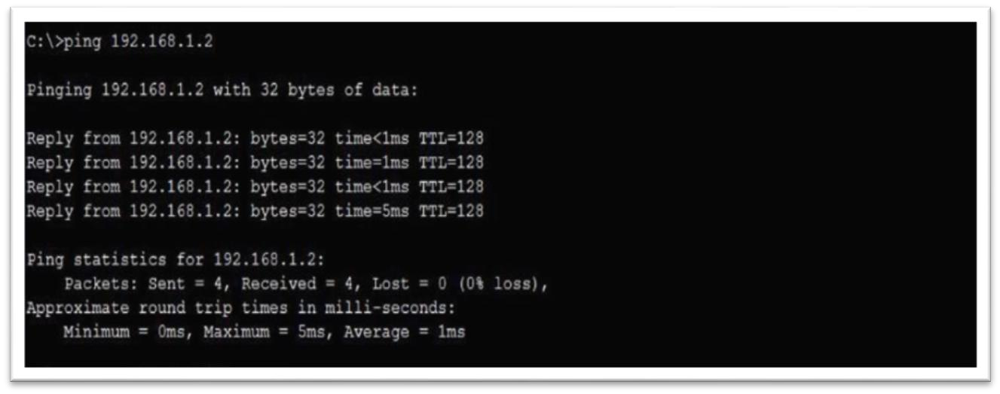 C:\>ping 192.168.1.2
Pinging 192.168.1.2 with 32 bytes of data:
Reply from 192.168.1.2: bytes=32 time<1ms TTL=128
Reply from 192.168.1.2: bytes=32 time=1ms TTL=128
Reply from 192.168.1.2: bytes=32 time<1ms TTL=128
Reply from 192.168.1.2: bytes=32 time=5ms TTL=128
Ping statistics for 192.168.1.2:
    Packets: Sent = 4, Received = 4, Lost = 0 (0% loss),
Approximate round trip times in milli-seconds:
    Minimum = 0ms, Maximum = 5ms, Average = 1ms